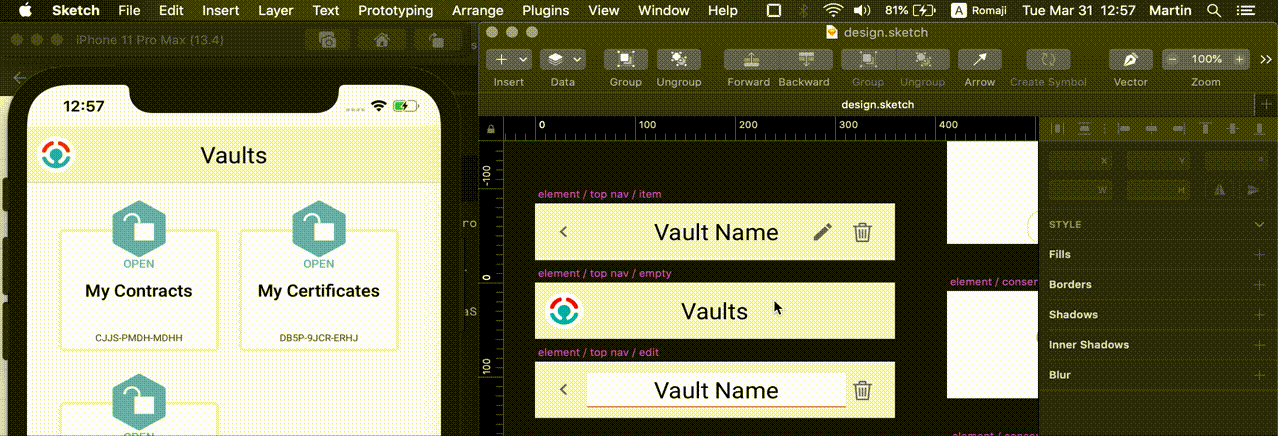 Sketch File Edit Insert Layer Text Prototyping Arrange Plugins View Window Help 81% A Romaji Tue Mar 31 12:57 Martin
iPhone 11 Pro Max (13.4)
design.sketch
Insert Data Group Ungroup Forward Backward Group Ungroup Arrow Create Symbol Vector 100% Zoom
design.sketch
0 100 200 300 400
-100
0
100
12:57
Vaults
OPEN
My Contracts
CJJS-PMDH-MDHH
OPEN
My Certificates
DB5P-9JCR-ERHJ
OPEN
element / top nav / item
Vault Name
element / top nav / empty
Vaults
element / top nav / edit
Vault Name
element / conser
X Y °
W H
STYLE
Fills
Borders
Shadows
Inner Shadows
Blur